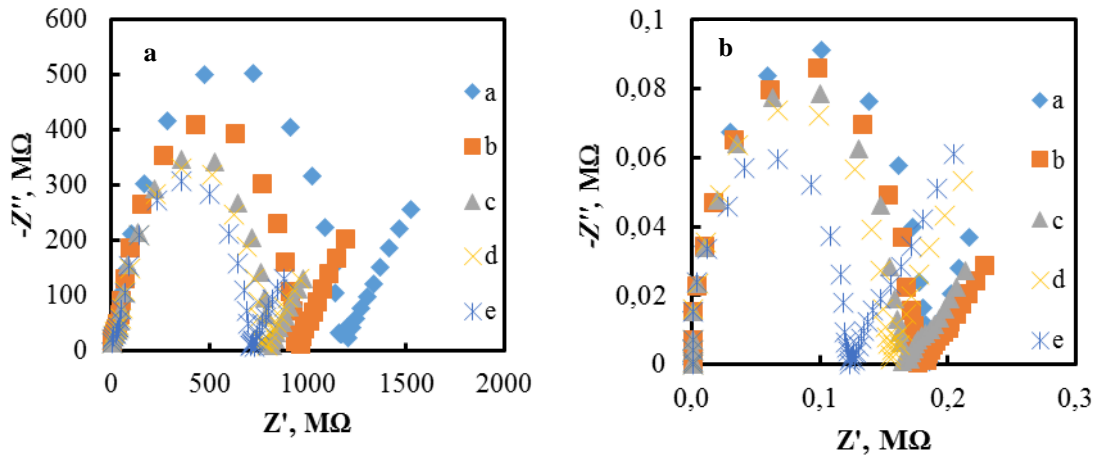 a
-Z'', MΩ
600
500
400
300
200
100
0
0 500 1000 1500 2000
Z', MΩ
a
b
c
d
e
b
-Z'', MΩ
0,1
0,08
0,06
0,04
0,02
0
0,0 0,1 0,2 0,3
Z', MΩ
a
b
c
d
e